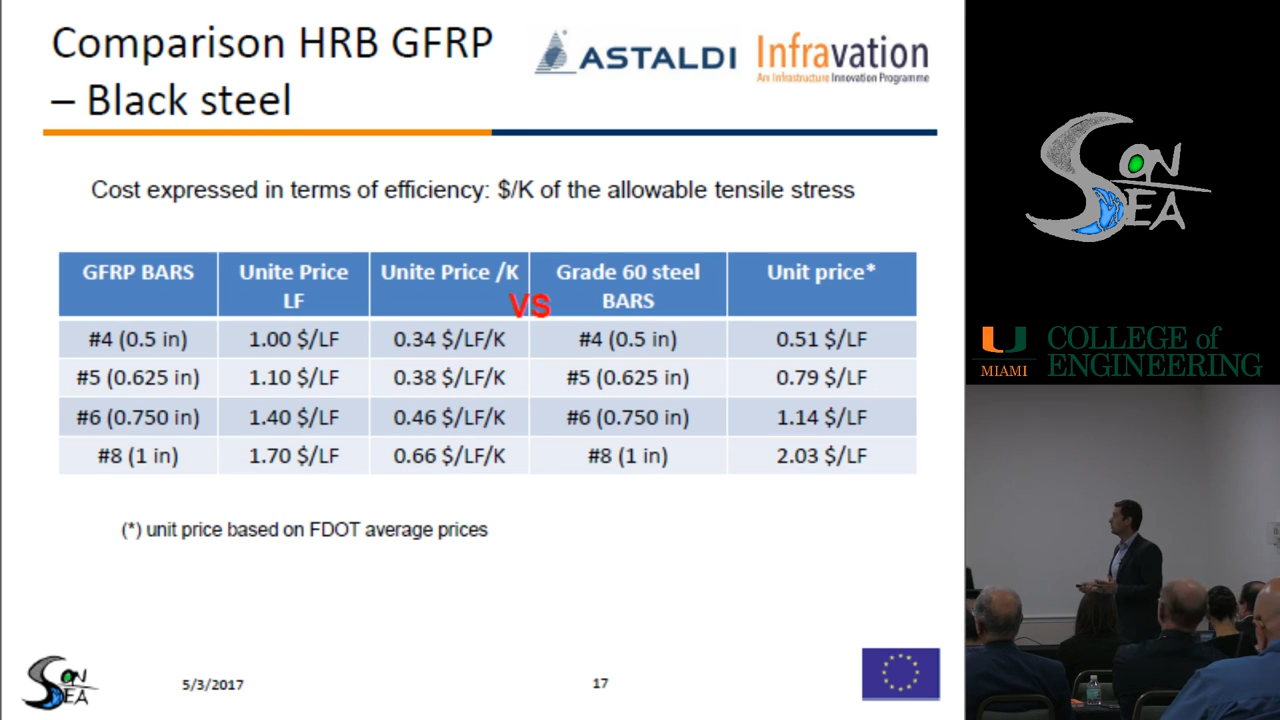 Comparison HRB GFRP
– Black steel
ASTALDI
Infravation
An Infrastructure Innovation Programme
Cost expressed in terms of efficiency: $/K of the allowable tensile stress
GFRP BARS Unite Price LF Unite Price /K VS Grade 60 steel BARS Unit price*
#4 (0.5 in) 1.00 $/LF 0.34 $/LF/K #4 (0.5 in) 0.51 $/LF
#5 (0.625 in) 1.10 $/LF 0.38 $/LF/K #5 (0.625 in) 0.79 $/LF
#6 (0.750 in) 1.40 $/LF 0.46 $/LF/K #6 (0.750 in) 1.14 $/LF
#8 (1 in) 1.70 $/LF 0.66 $/LF/K #8 (1 in) 2.03 $/LF
(*) unit price based on FDOT average prices
SEA CON
5/3/2017
17
SEA CON
U
MIAMI
COLLEGE of
ENGINEERING